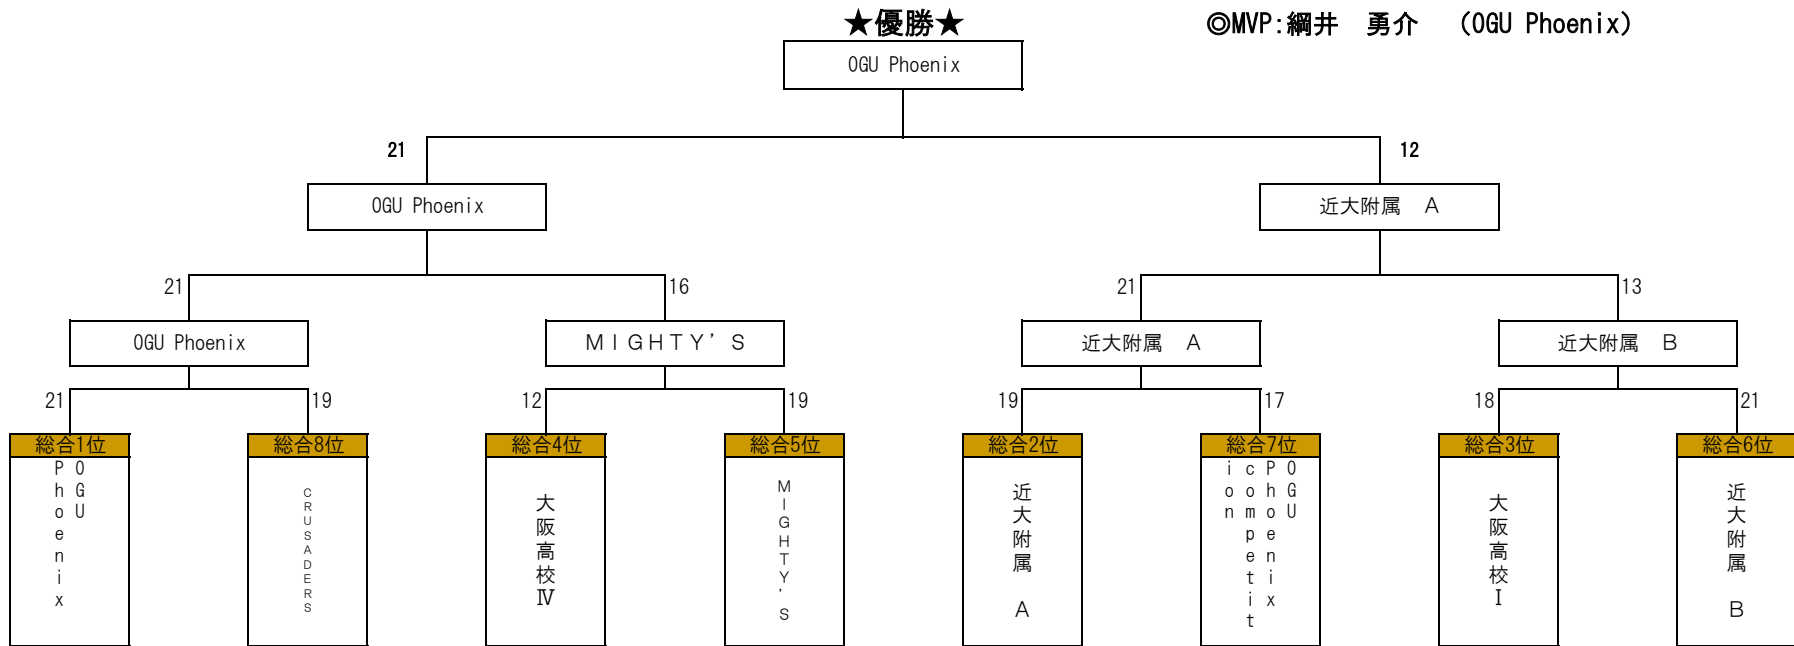 ★優勝★
◎MVP:綱井　勇介　（OGU Phoenix）
OGU Phoenix
21
12
OGU Phoenix
近大附属　A
21
16
21
13
OGU Phoenix
ＭＩＧＨＴＹ’Ｓ
近大附属　A
近大附属　B
21
19
12
19
19
17
18
21
総合1位
総合8位
総合4位
総合5位
総合2位
総合7位
総合3位
総合6位
OGU
Phoenix
CRUSADERS
大阪高校Ⅳ
ＭＩＧＨＴＹ’Ｓ
近大附属　A
OGU
Phoenix
competit
ion
大阪高校Ⅰ
近大附属　B